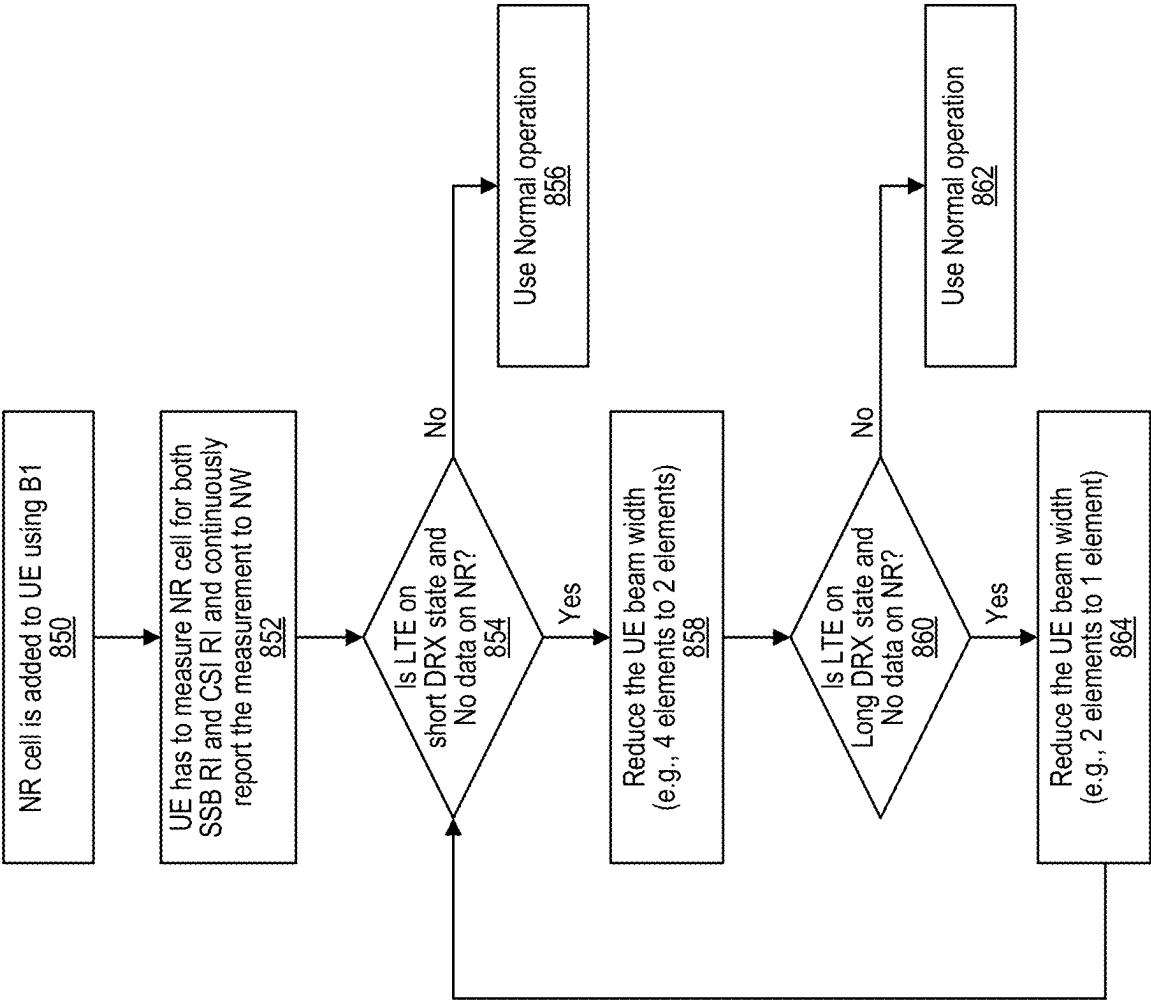 NR cell is added to UE using B1
850
UE has to measure NR cell for both
SSB RI and CSI RI and continuously
report the measurement to NW
852
Is LTE on
short DRX state and
No data on NR?
854
No
Use Normal operation
856
Yes
Reduce the UE beam width
(e.g., 4 elements to 2 elements)
858
Is LTE on
Long DRX state and
No data on NR?
860
No
Use Normal operation
862
Yes
Reduce the UE beam width
(e.g., 2 elements to 1 element)
864